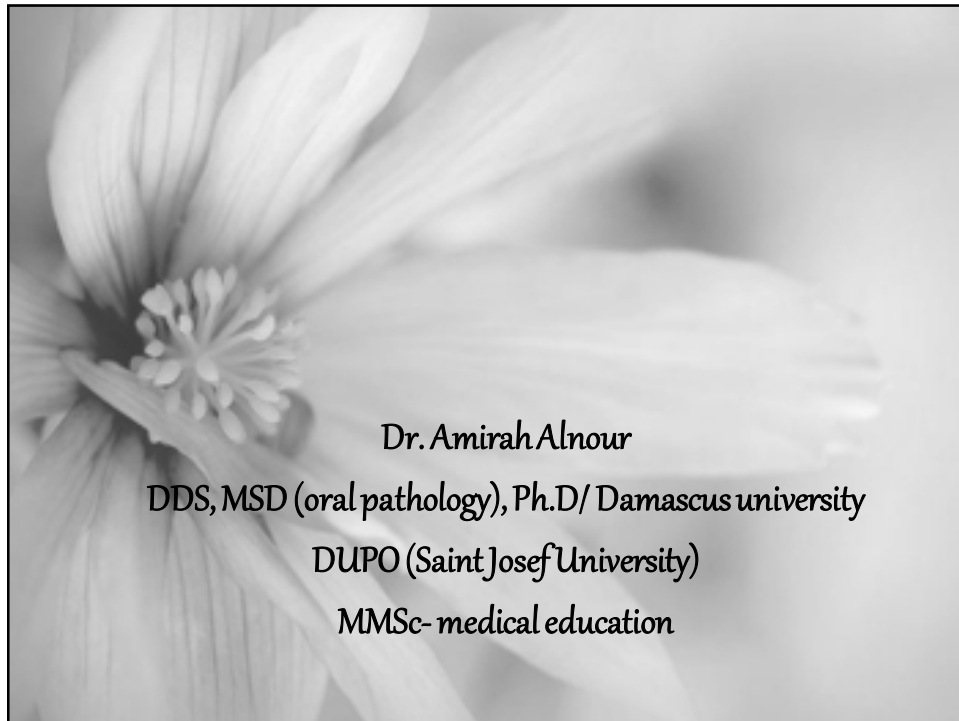 Dr. Amirah Alnour
DDS, MSD (oral pathology), Ph.D/ Damascus university
DUPO (Saint Josef University)
MMSc- medical education